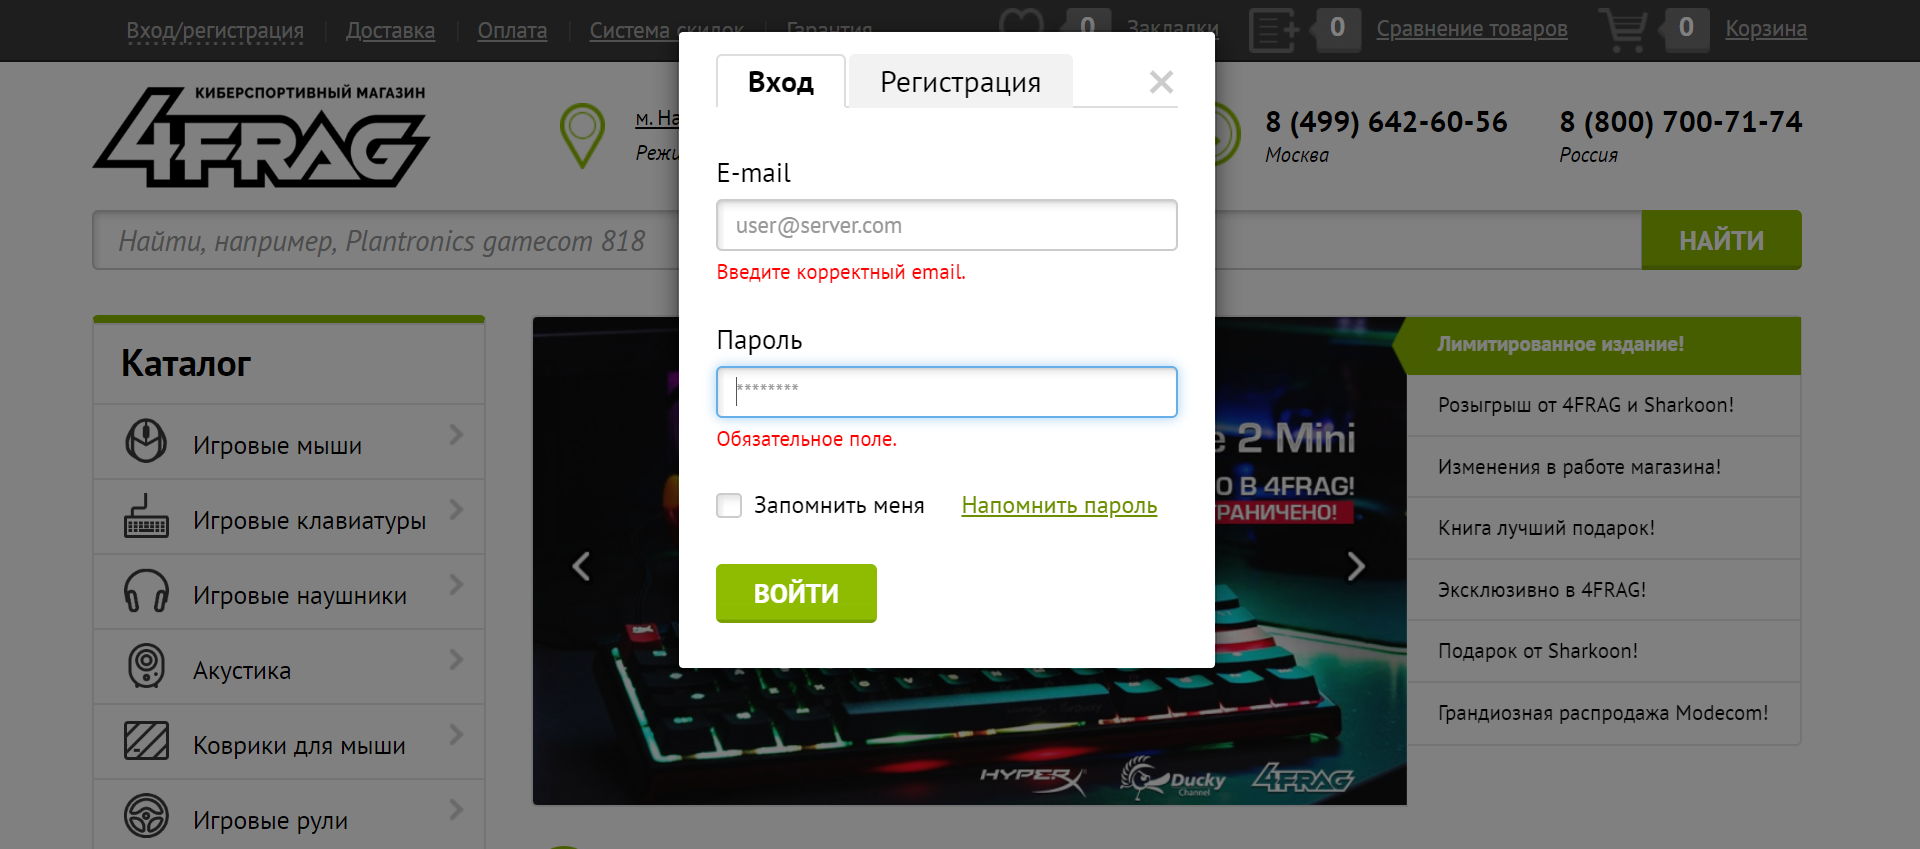 Вход/регистрация
Доставка
Оплата
Система скидок
Гарантия
0
Закладки
0
Сравнение товаров
0
Корзина
КИБЕРСПОРТИВНЫЙ МАГАЗИН
4FRAG
м. На
Режи
8 (499) 642-60-56
Москва
8 (800) 700-71-74
Россия
Найти, например, Plantronics gamecom 818
НАЙТИ
Вход
Регистрация
E-mail
user@server.com
Введите корректный email.
Пароль
********
Обязательное поле.
Запомнить меня
Напомнить пароль
ВОЙТИ
Каталог
Игровые мыши
Игровые клавиатуры
Игровые наушники
Акустика
Коврики для мыши
Игровые рули
e 2 Mini
О В 4FRAG!
РАНИЧЕНО!
HYPERX
Ducky
Channel
4FRAG
Лимитированное издание!
Розыгрыш от 4FRAG и Sharkoon!
Изменения в работе магазина!
Книга лучший подарок!
Эксклюзивно в 4FRAG!
Подарок от Sharkoon!
Грандиозная распродажа Modecom!